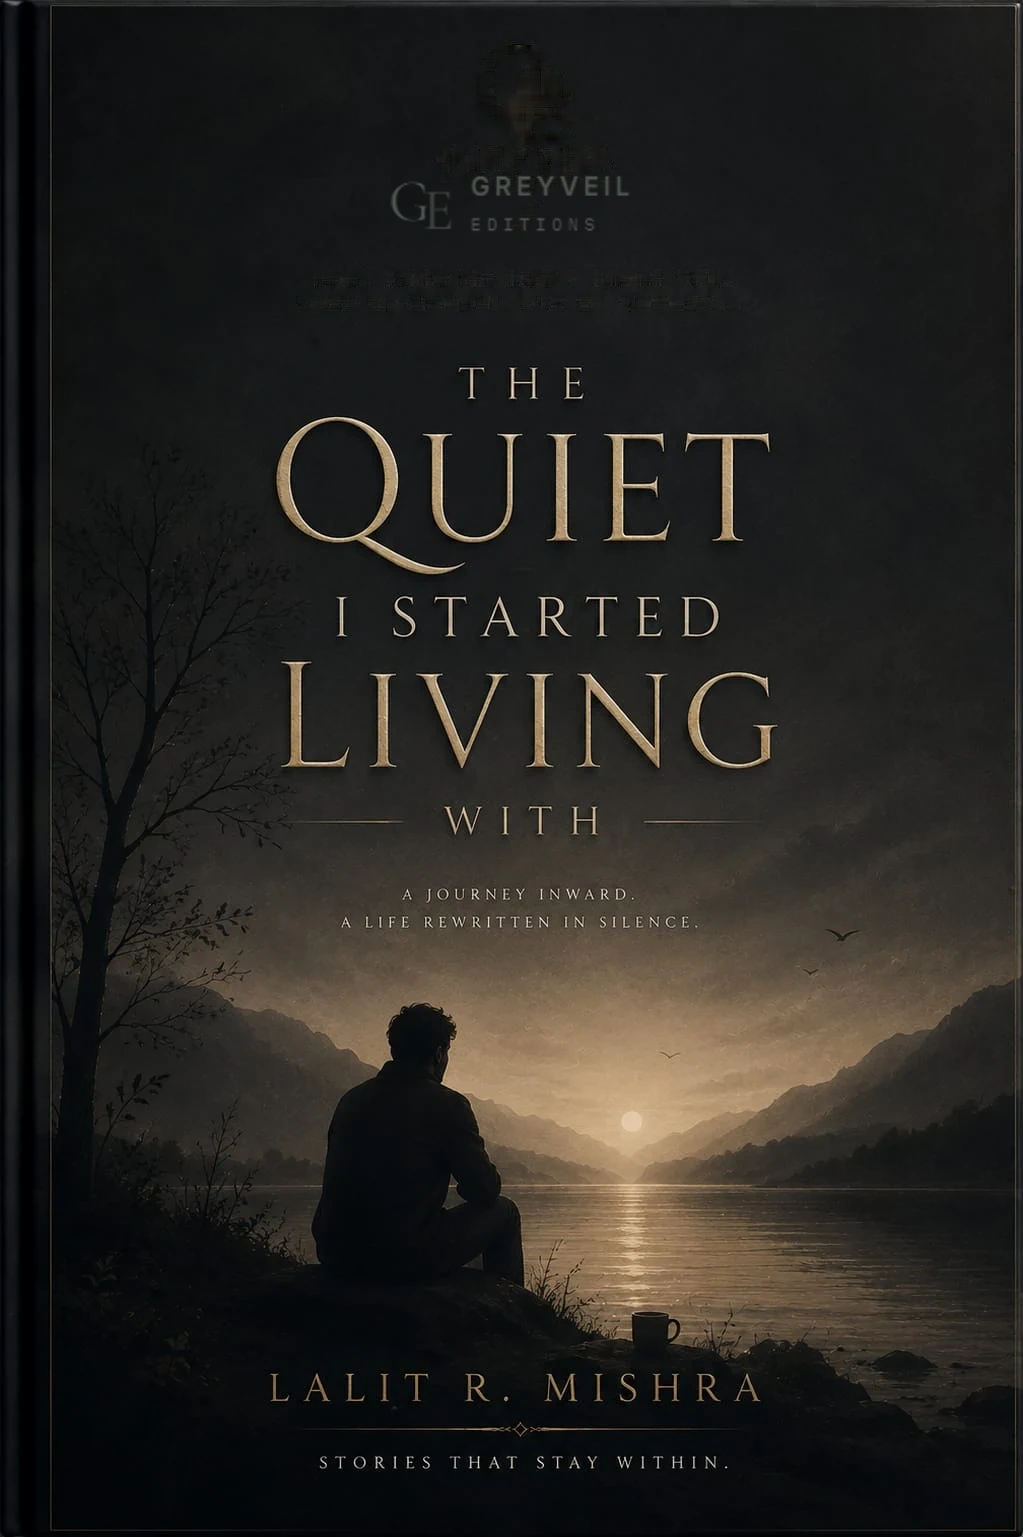 GE GREYVEIL
EDITIONS
THE
QUIET
I STARTED
LIVING
WITH
A JOURNEY INWARD.
A LIFE REWRITTEN IN SILENCE.
LALIT R. MISHRA
STORIES THAT STAY WITHIN.